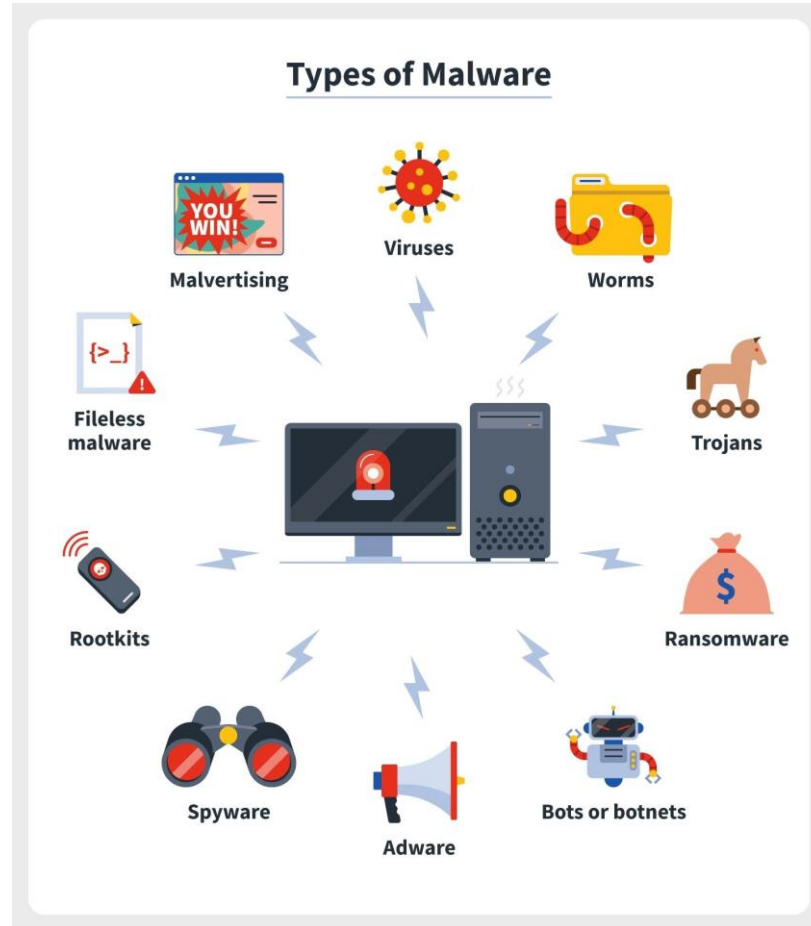 Types of Malware
YOU
WIN!
Malvertising
Viruses
Worms
{>_}
!
Fileless
malware
Trojans
Rootkits
$
Ransomware
Spyware
Adware
Bots or botnets